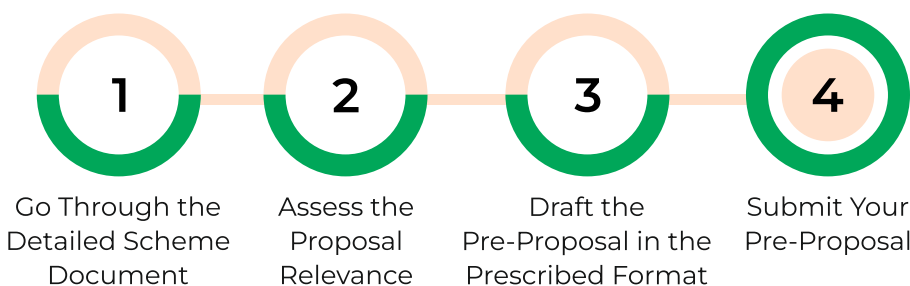 1
Go Through the
Detailed Scheme
Document
2
Assess the
Proposal
Relevance
3
Draft the
Pre-Proposal in the
Prescribed Format
4
Submit Your
Pre-Proposal